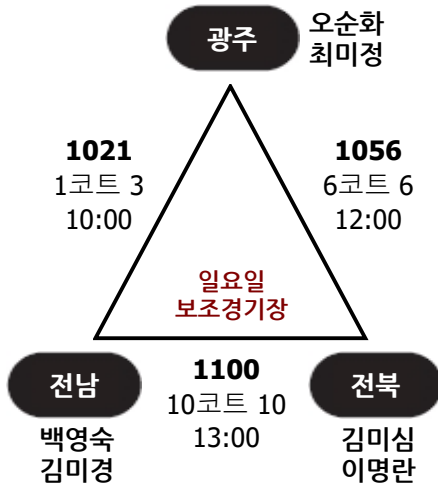 광주
오순화
최미정
1021
1코트 3
10:00
1056
6코트 6
12:00
일요일
보조경기장
전남
백영숙
김미경
1100
10코트 10
13:00
전북
김미심
이명란